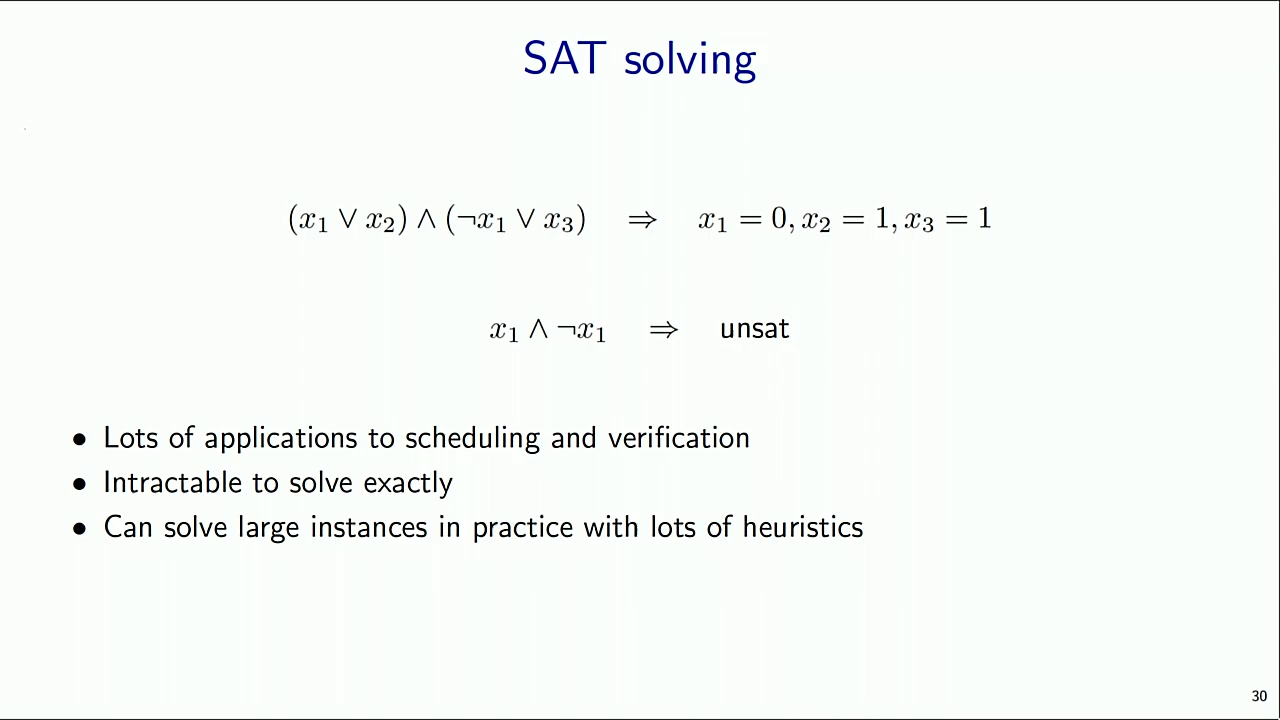 SAT solving
(x₁ ∨ x₂) ∧ (¬x₁ ∨ x₃) ⇒ x₁ = 0, x₂ = 1, x₃ = 1
x₁ ∧ ¬x₁ ⇒ unsat
• Lots of applications to scheduling and verification
• Intractable to solve exactly
• Can solve large instances in practice with lots of heuristics
30